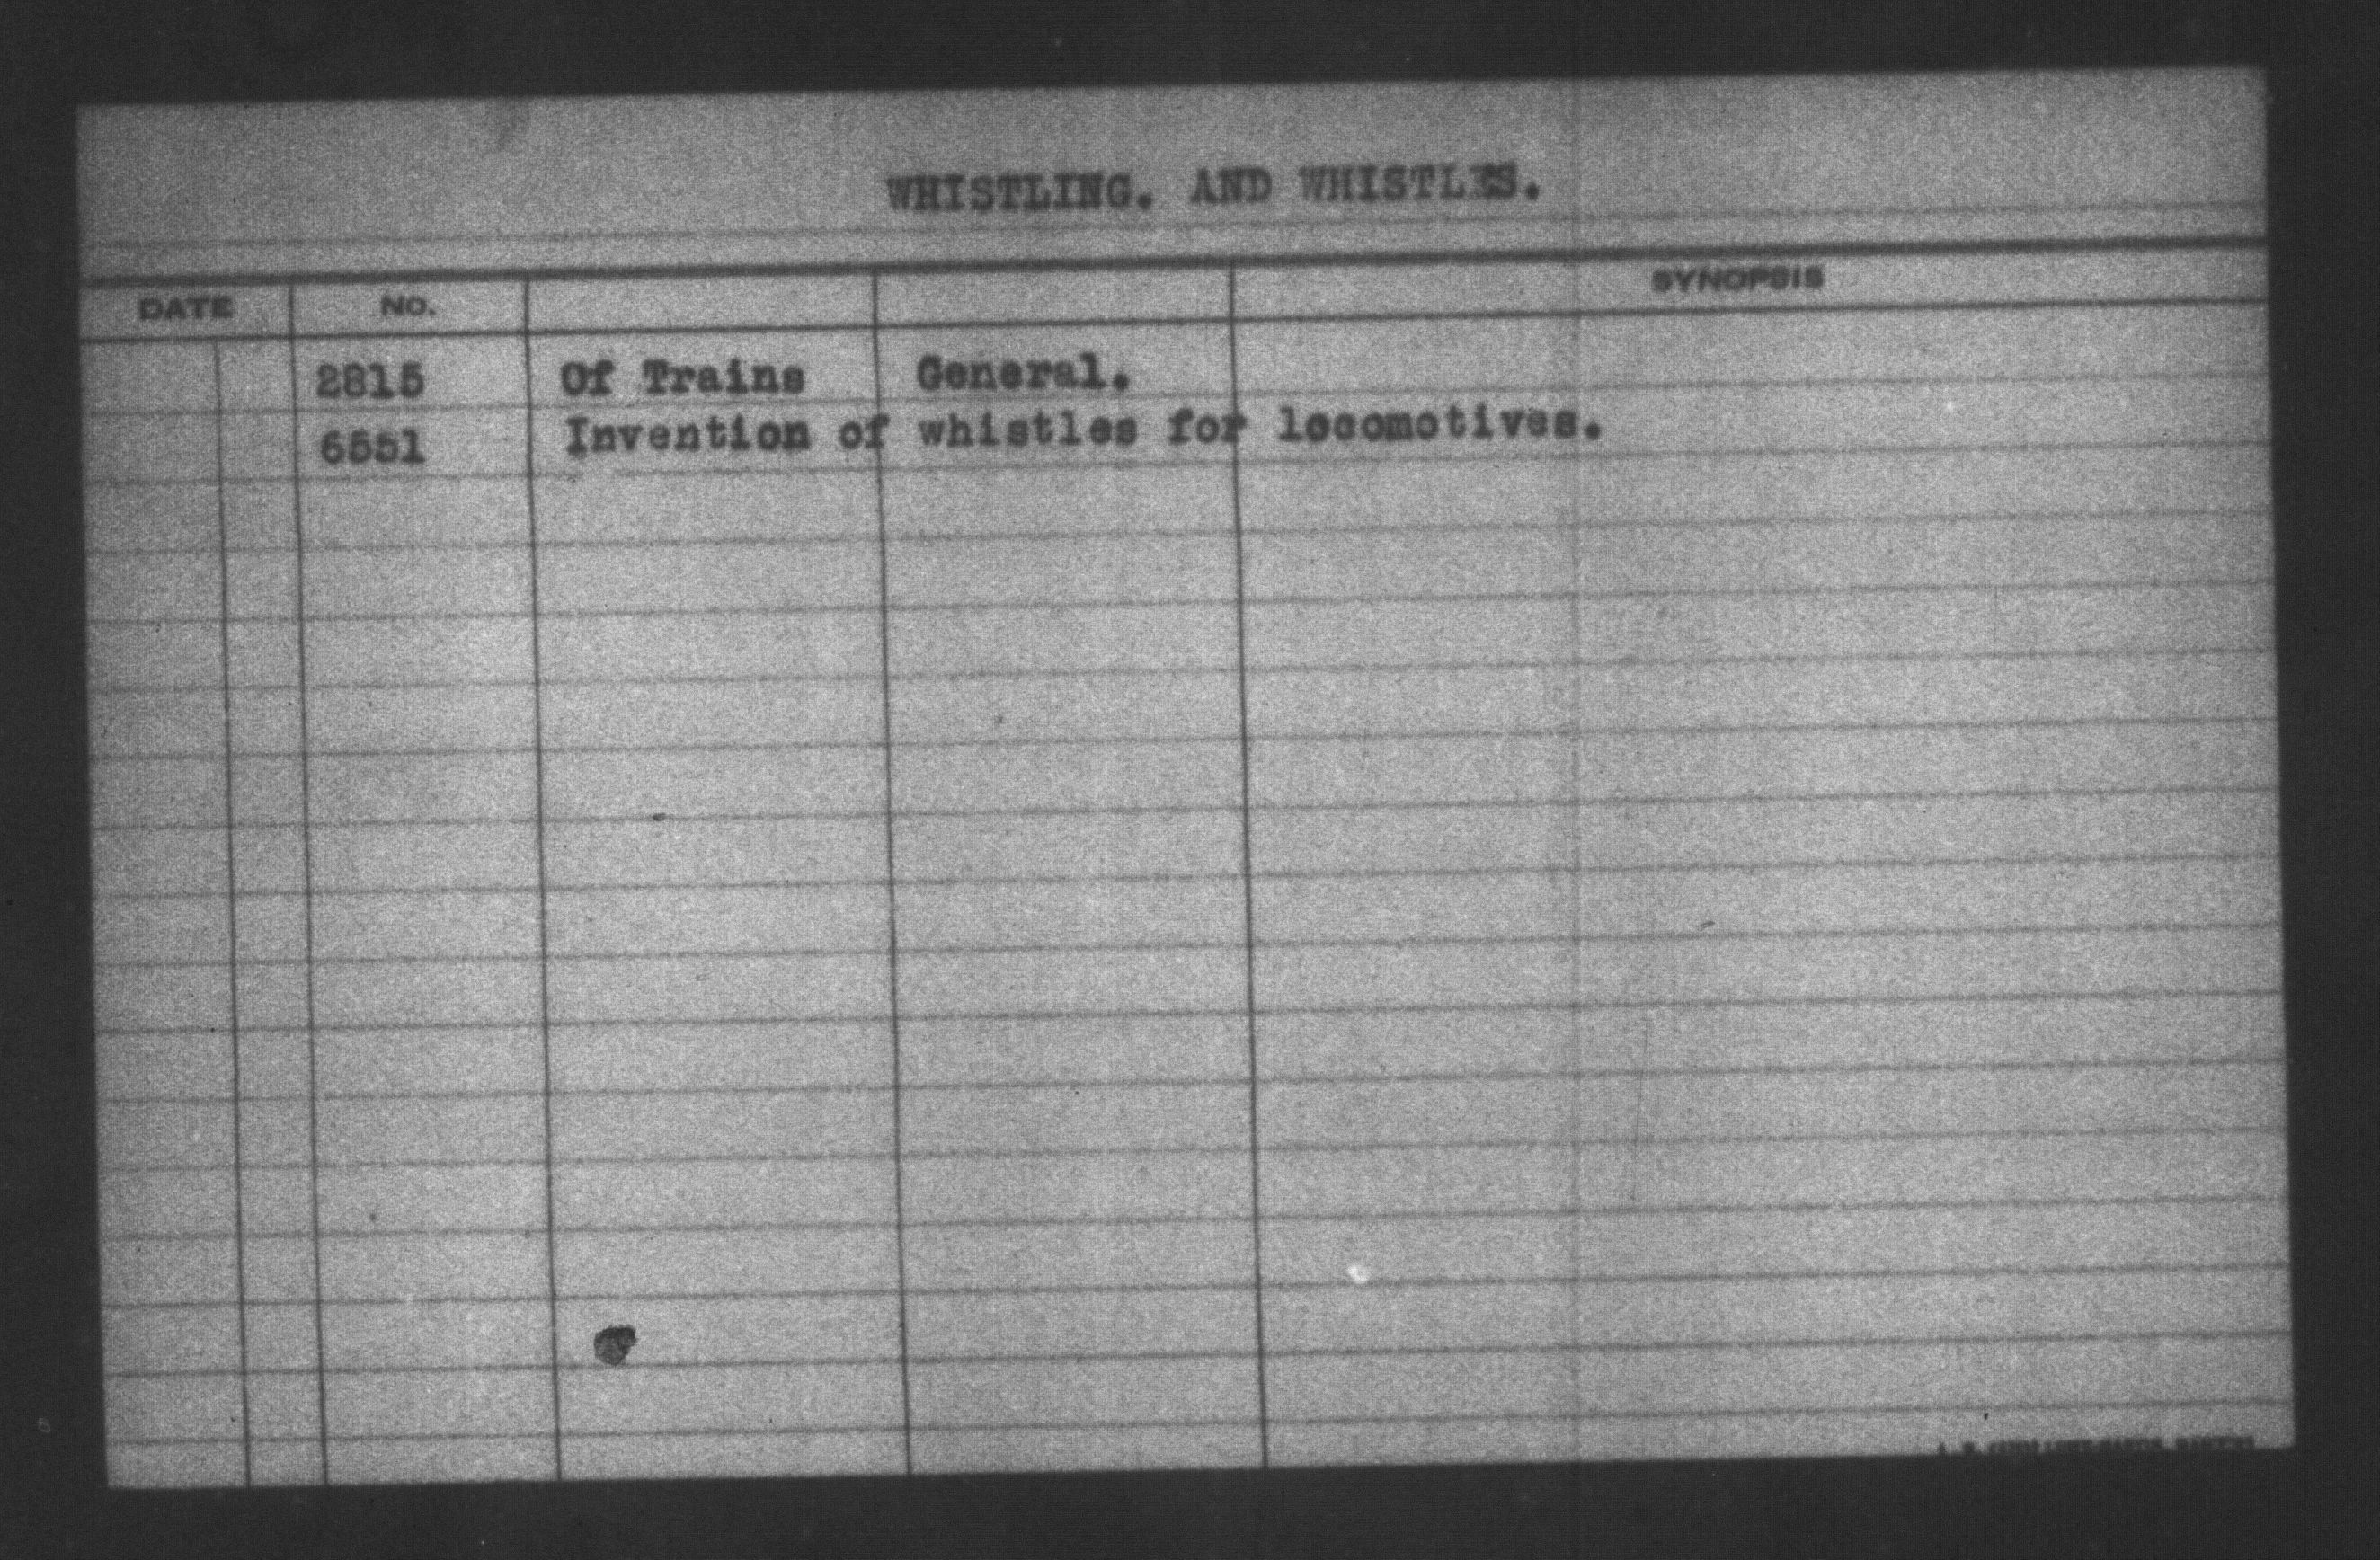 WHISTLING. AND WHISTLES.
DATE NO. SYNOPSIS
2815 Of Trains General.
6551 Invention of whistles for locomotives.